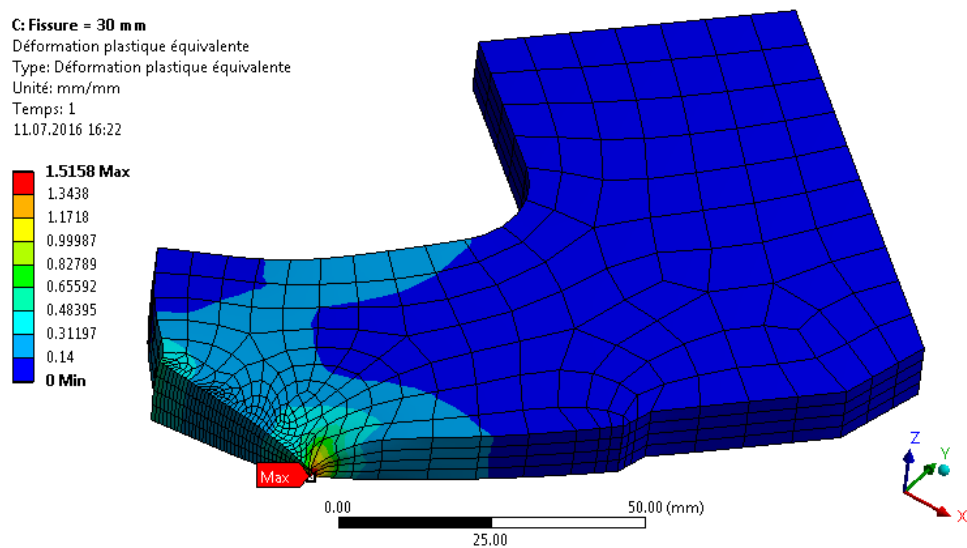 C: Fissure = 30 mm
Déformation plastique équivalente
Type: Déformation plastique équivalente
Unité: mm/mm
Temps: 1
11.07.2016 16:22
1.5158 Max
1.3438
1.1718
0.99987
0.82789
0.65592
0.48395
0.31197
0.14
0 Min
Max
0.00
50.00 (mm)
25.00
Z
Y
X